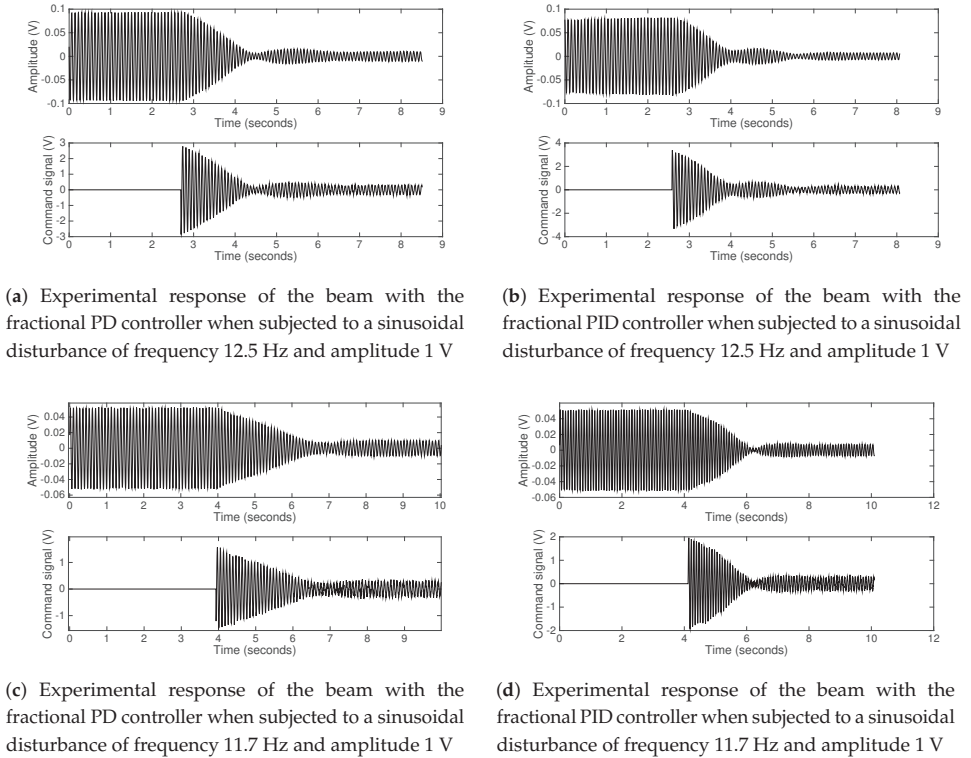 Amplitude (V)
0.1
0.05
0
-0.05
-0.1
0 1 2 3 4 5 6 7 8 9
Time (seconds)
Command signal (V)
3
2
1
0
-1
-2
-3
0 1 2 3 4 5 6 7 8 9
Time (seconds)
(a) Experimental response of the beam with the
fractional PD controller when subjected to a sinusoidal
disturbance of frequency 12.5 Hz and amplitude 1 V
Amplitude (V)
0.1
0.05
0
-0.05
-0.1
0 1 2 3 4 5 6 7 8 9
Time (seconds)
Command signal (V)
4
2
0
-2
-4
0 1 2 3 4 5 6 7 8 9
Time (seconds)
(b) Experimental response of the beam with the
fractional PID controller when subjected to a sinusoidal
disturbance of frequency 12.5 Hz and amplitude 1 V
Amplitude (V)
0.04
0.02
0
-0.02
-0.04
-0.06
0 1 2 3 4 5 6 7 8 9 10
Time (seconds)
Command signal (V)
1
0
-1
0 1 2 3 4 5 6 7 8 9
Time (seconds)
(c) Experimental response of the beam with the
fractional PD controller when subjected to a sinusoidal
disturbance of frequency 11.7 Hz and amplitude 1 V
Amplitude (V)
0.04
0.02
0
-0.02
-0.04
-0.06
0 2 4 6 8 10 12
Time (seconds)
Command signal (V)
2
1
0
-1
-2
0 2 4 6 8 10 12
Time (seconds)
(d) Experimental response of the beam with the
fractional PID controller when subjected to a sinusoidal
disturbance of frequency 11.7 Hz and amplitude 1 V